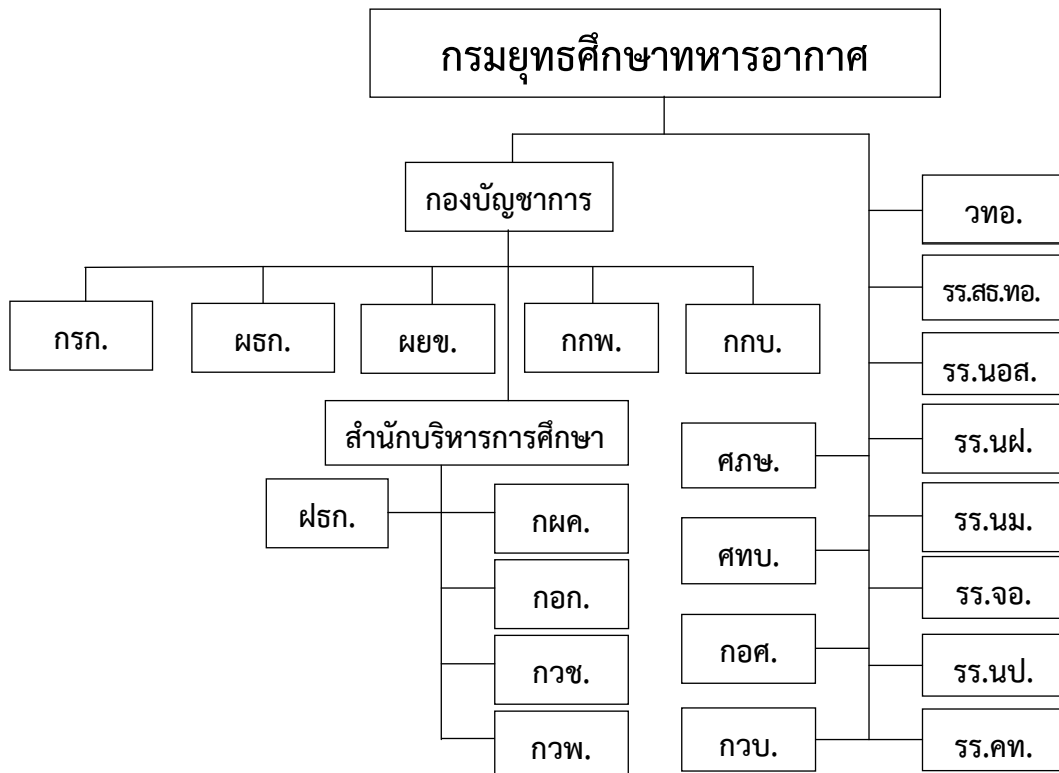 กรมยุทธศึกษาทหารอากาศ
กองบัญชาการ
กรก.
ผธก.
ผยข.
กกพ.
กกบ.
สำนักบริหารการศึกษา
ฝธก.
กผค.
กอก.
กวช.
กวพ.
ศภษ.
ศทบ.
กอศ.
กวบ.
วทอ.
รร.สธ.ทอ.
รร.นอส.
รร.นฝ.
รร.นม.
รร.จอ.
รร.นป.
รร.คท.